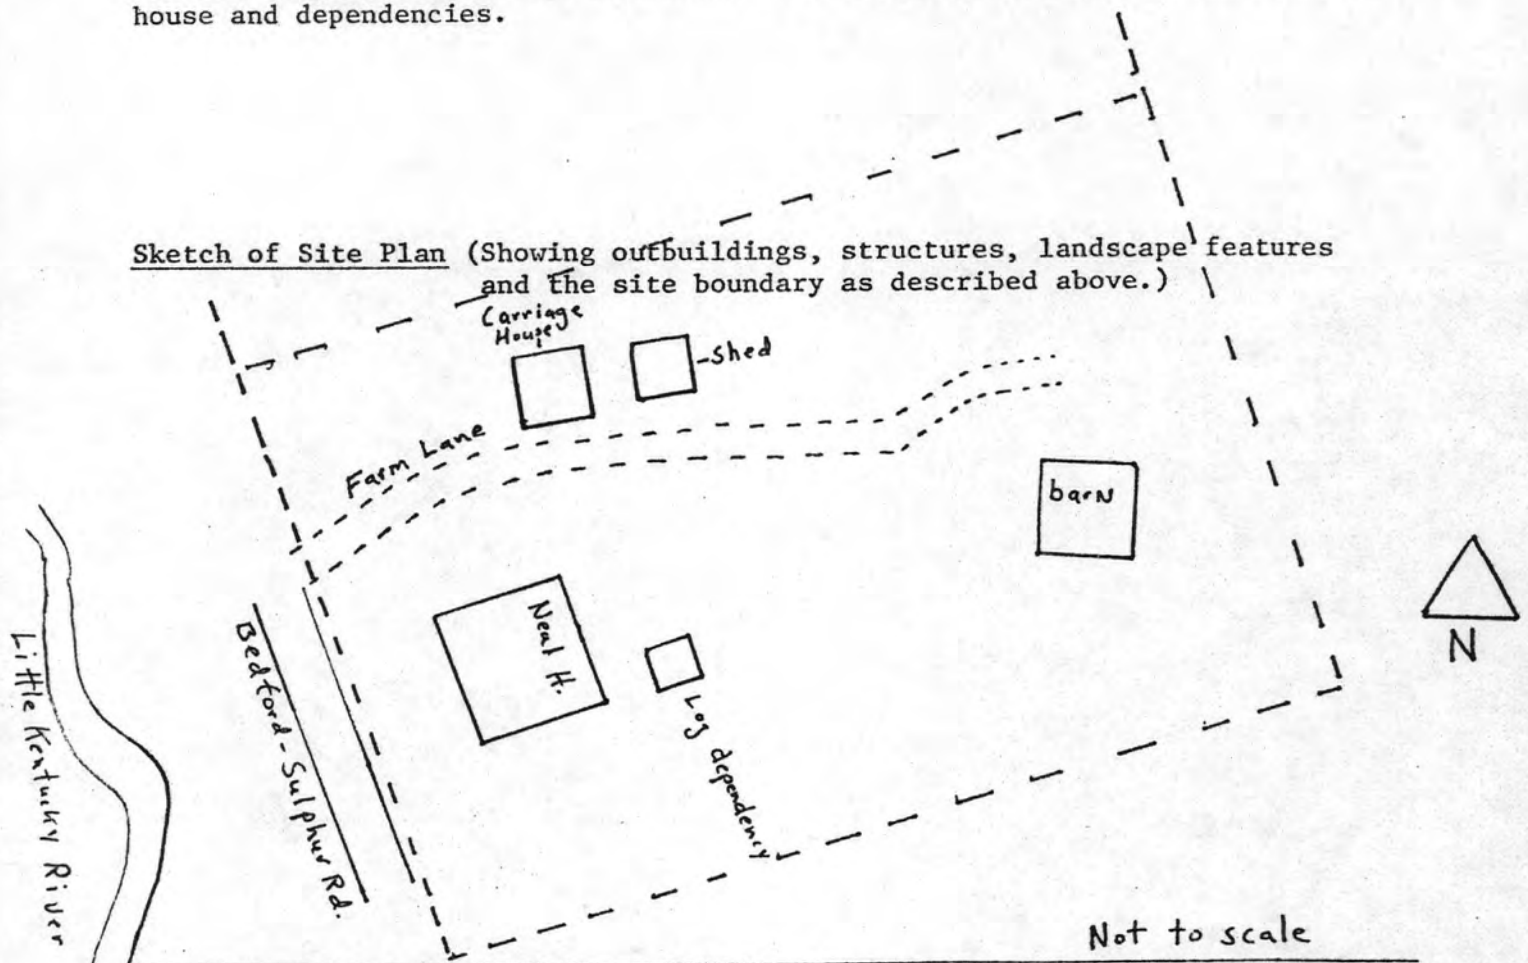 house and dependencies.
Sketch of Site Plan (Showing outbuildings, structures, landscape features
and the site boundary as described above.)
Carriage
House
-Shed
Farm Lane
barN
Neal H.
Log dependency
N
Bedford-Sulphur Rd.
Little Kentucky River
Not to scale